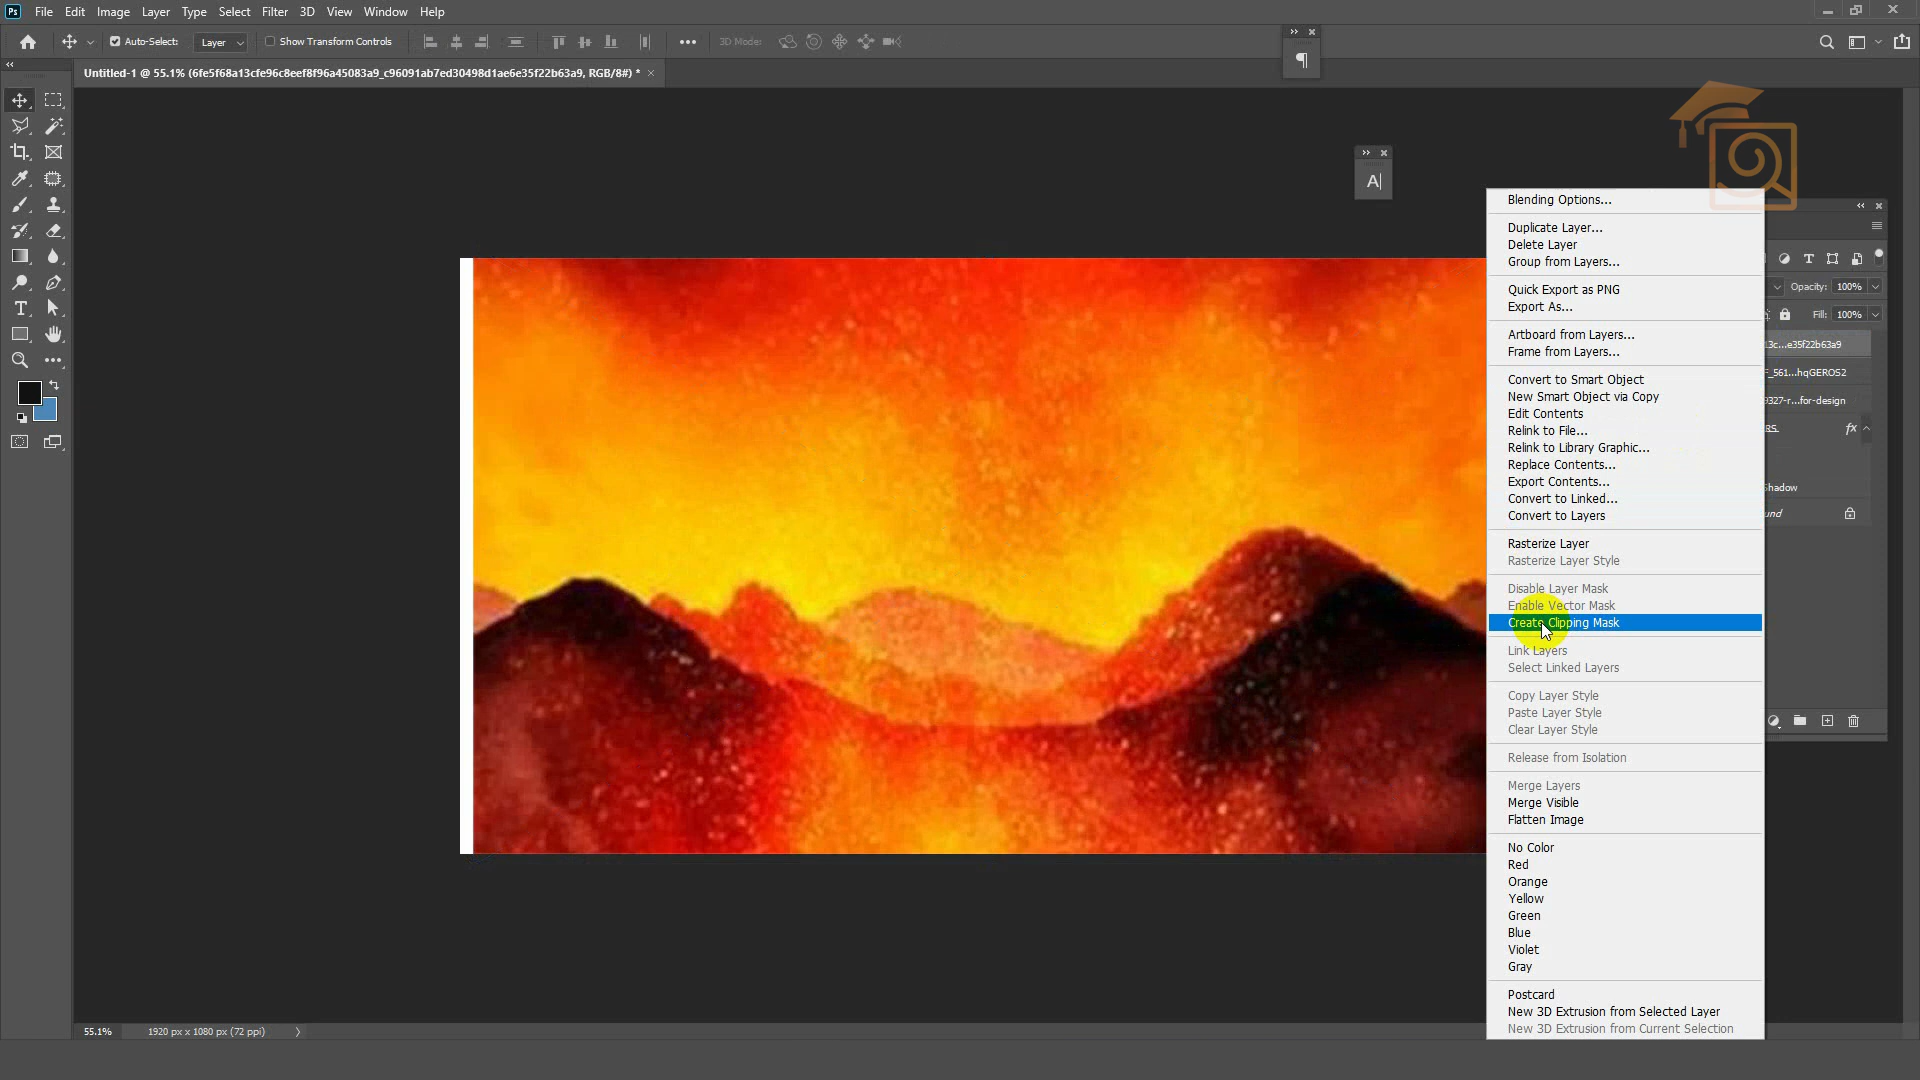 Ps File Edit Image Layer Type Select Filter 3D View Window Help
Auto-Select: Layer Show Transform Controls 3D Mode:
Untitled-1 @ 55.1% (6fe5f68a13cfe96c8eef8f96a45083a9_c96091ab7ed30498d1ae6e35f22b63a9, RGB/8#) *
Blending Options...
Duplicate Layer...
Delete Layer
Group from Layers...
Quick Export as PNG
Export As...
Artboard from Layers...
Frame from Layers...
Convert to Smart Object
New Smart Object via Copy
Edit Contents
Relink to File...
Relink to Library Graphic...
Replace Contents...
Export Contents...
Convert to Linked...
Convert to Layers
Rasterize Layer
Rasterize Layer Style
Disable Layer Mask
Enable Vector Mask
Create Clipping Mask
Link Layers
Select Linked Layers
Copy Layer Style
Paste Layer Style
Clear Layer Style
Release from Isolation
Merge Layers
Merge Visible
Flatten Image
No Color
Red
Orange
Yellow
Green
Blue
Violet
Gray
Postcard
New 3D Extrusion from Selected Layer
New 3D Extrusion from Current Selection
Opacity: 100%
Fill: 100%
13c...e35f22b63a9
F_561...hqGEROS2
9327-r...for-design
RS fx
Shadow
und
55.1% 1920 px x 1080 px (72 ppi)